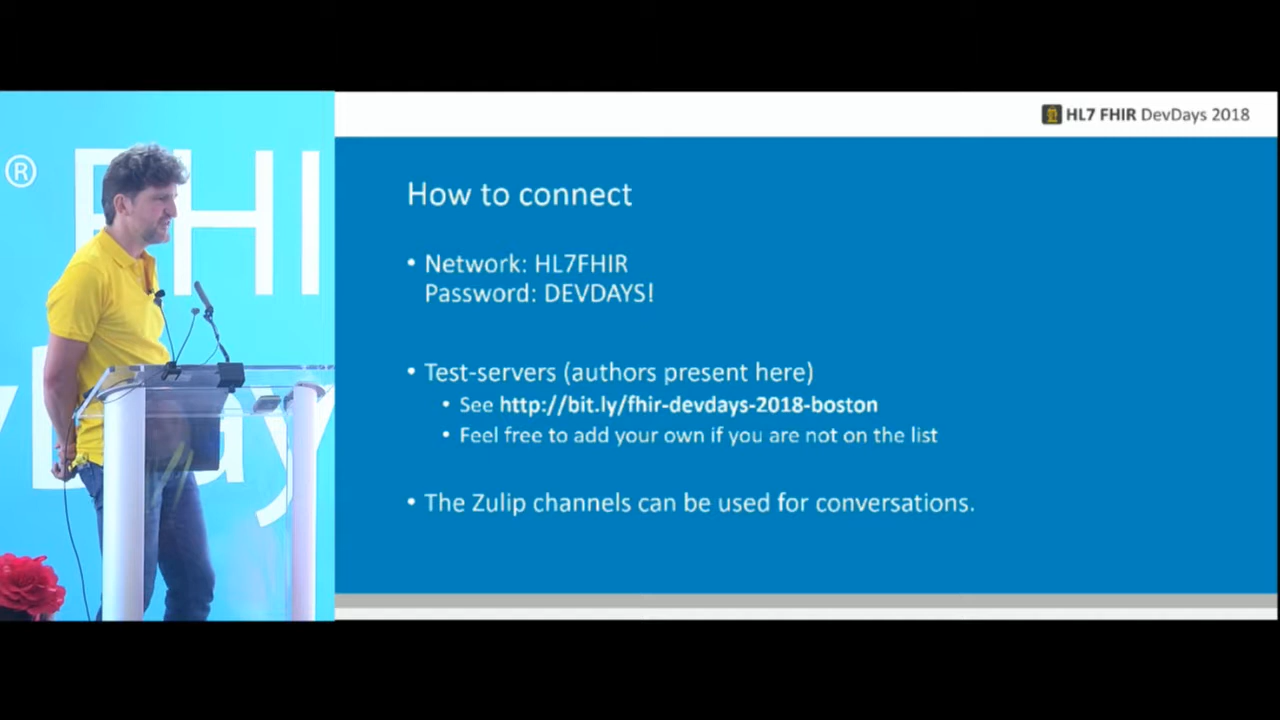 ® FHI
HL7 FHIR DevDays 2018
How to connect
• Network: HL7FHIR
Password: DEVDAYS!
• Test-servers (authors present here)
• See http://bit.ly/fhir-devdays-2018-boston
• Feel free to add your own if you are not on the list
• The Zulip channels can be used for conversations.